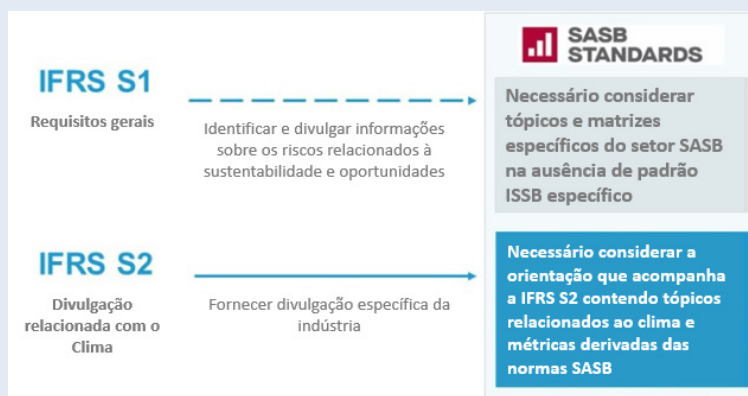 SASB
STANDARDS
IFRS S1
Requisitos gerais
Identificar e divulgar informações
sobre os riscos relacionados à
sustentabilidade e oportunidades
Necessário considerar
tópicos e matrizes
específicos do setor SASB
na ausência de padrão
ISSB específico
IFRS S2
Divulgação
relacionada com o
Clima
Fornecer divulgação específica da
indústria
Necessário considerar a
orientação que acompanha
a IFRS S2 contendo tópicos
relacionados ao clima e
métricas derivadas das
normas SASB